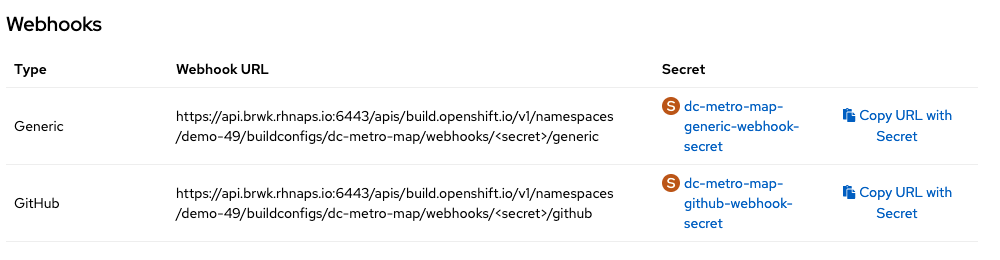 Webhooks
Type Webhook URL Secret
Generic
https://api.brwk.rhnaps.io:6443/apis/build.openshift.io/v1/namespaces
/demo-49/buildconfigs/dc-metro-map/webhooks/<secret>/generic
S dc-metro-map-
generic-webhook-
secret
Copy URL with
Secret
GitHub
https://api.brwk.rhnaps.io:6443/apis/build.openshift.io/v1/namespaces
/demo-49/buildconfigs/dc-metro-map/webhooks/<secret>/github
S dc-metro-map-
github-webhook-
secret
Copy URL with
Secret